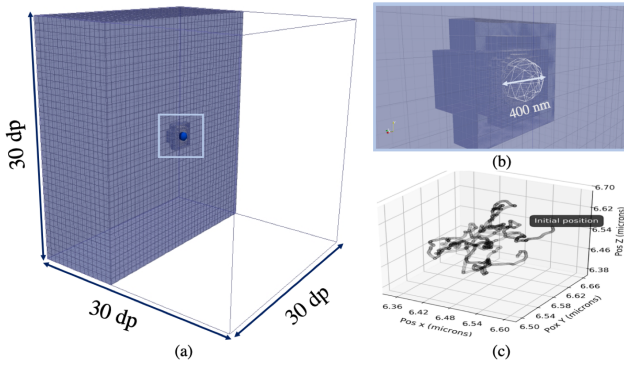 30 dp
30 dp
30 dp
(a)
400 nm
(b)
6.70
6.62
6.54
6.46
6.38
Pos Z (microns)
Initial position
6.36
6.42
6.48
6.54
6.60
Pos x (microns)
6.50
6.54
6.58
6.62
6.66
Pox Y (microns)
(c)